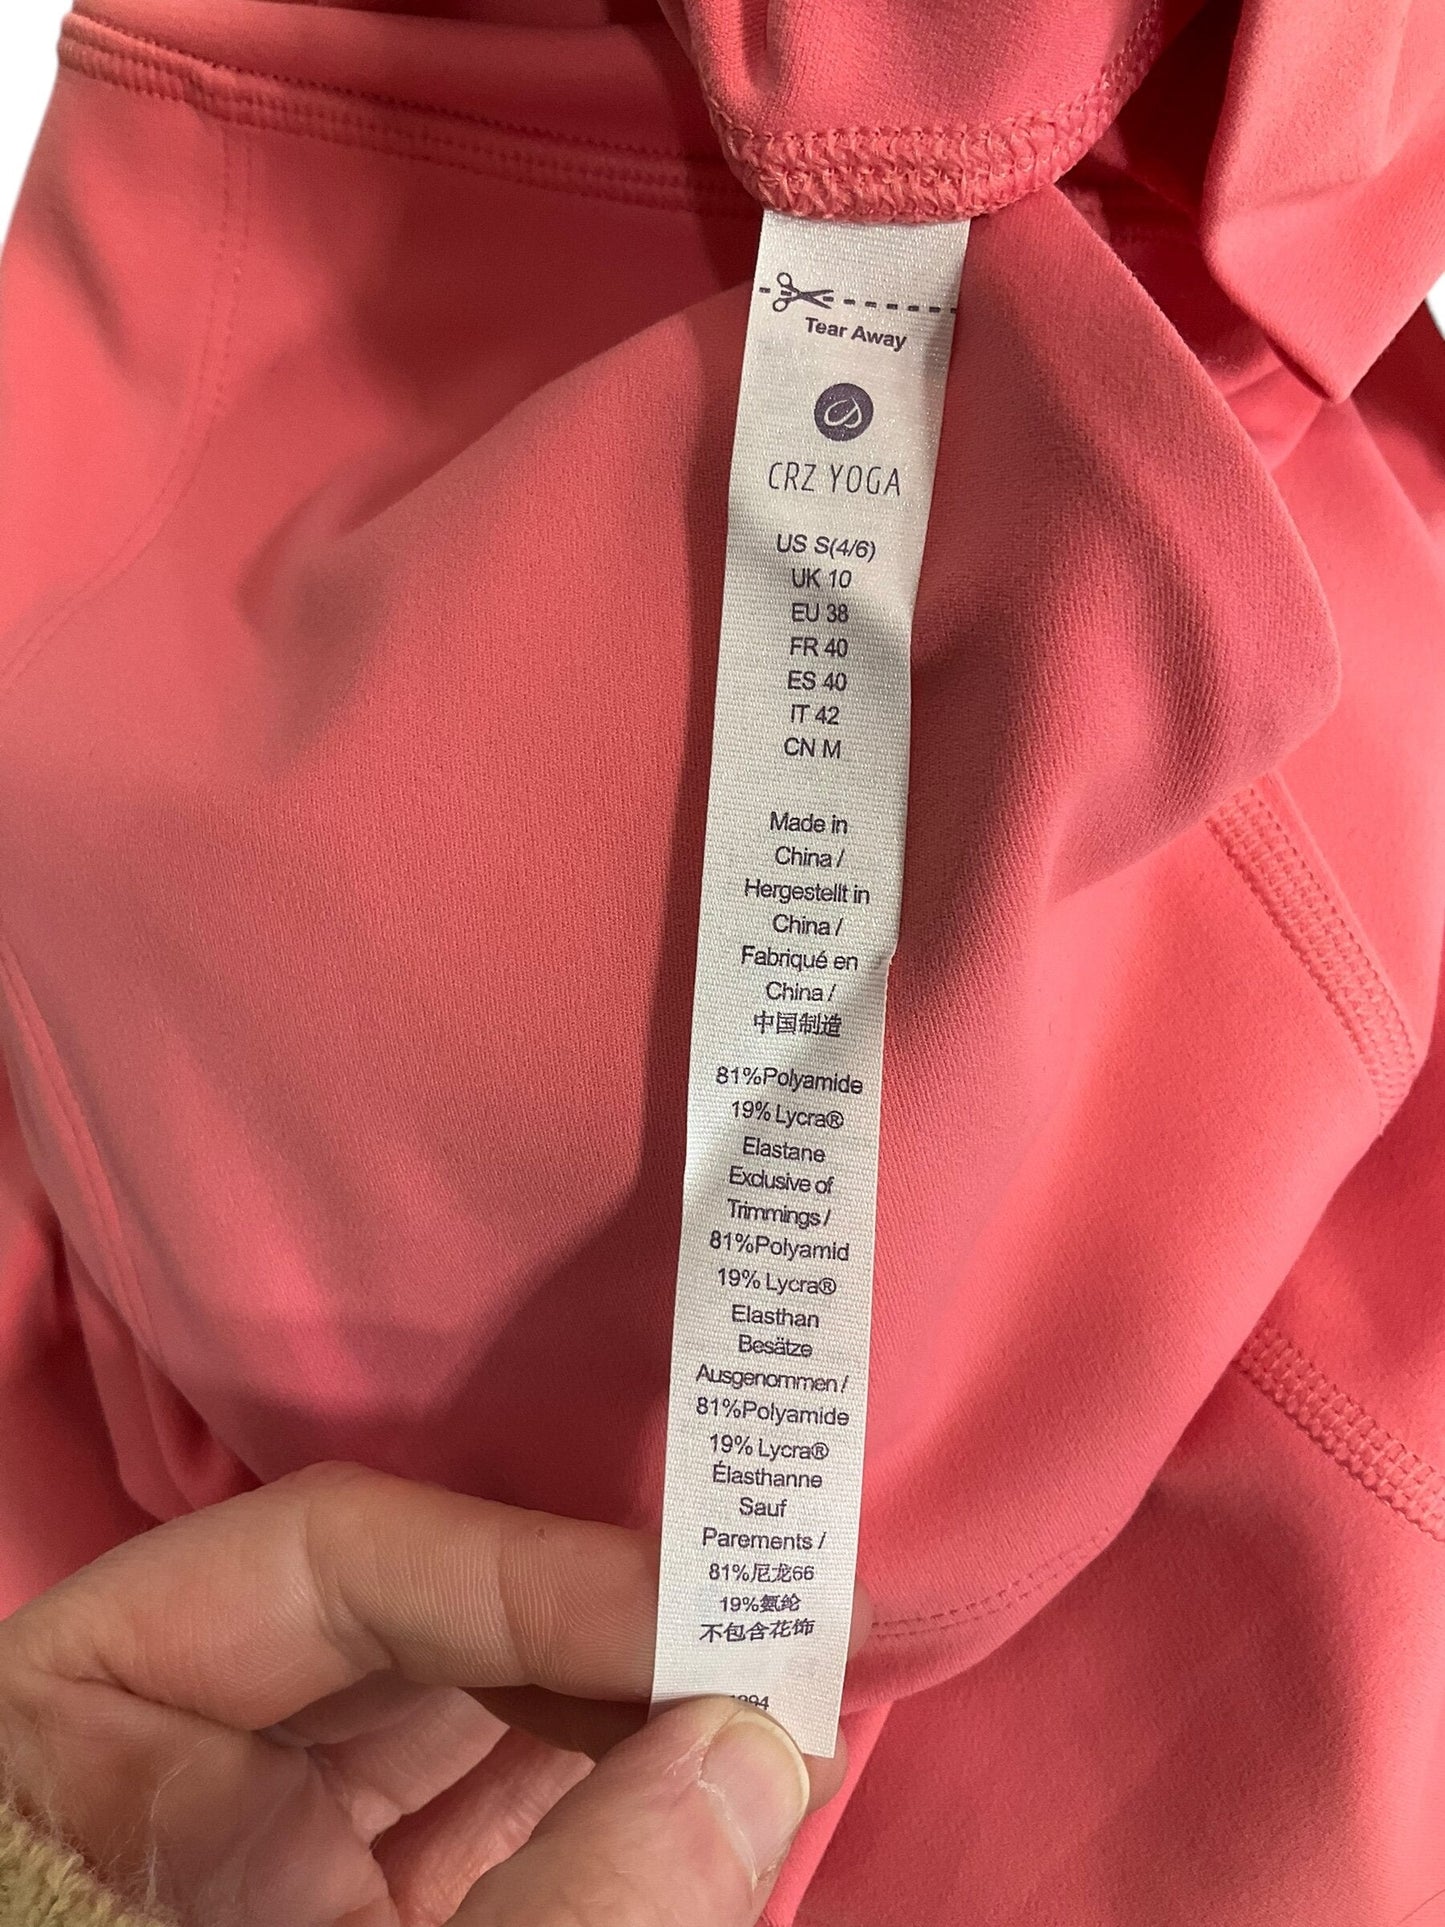 Tear Away
CRZ YOGA
US S(4/6)
UK 10
EU 38
FR 40
ES 40
IT 42
CN M
Made in
China /
Hergestellt in
China /
Fabriqué en
China /
中国制造
81%Polyamide
19% Lycra®
Elastane
Exclusive of
Trimmings /
81%Polyamid
19% Lycra®
Elasthan
Besätze
Ausgenommen /
81%Polyamide
19% Lycra®
Élasthanne
Sauf
Parements /
81%尼龙66
19%氨纶
不包含花饰